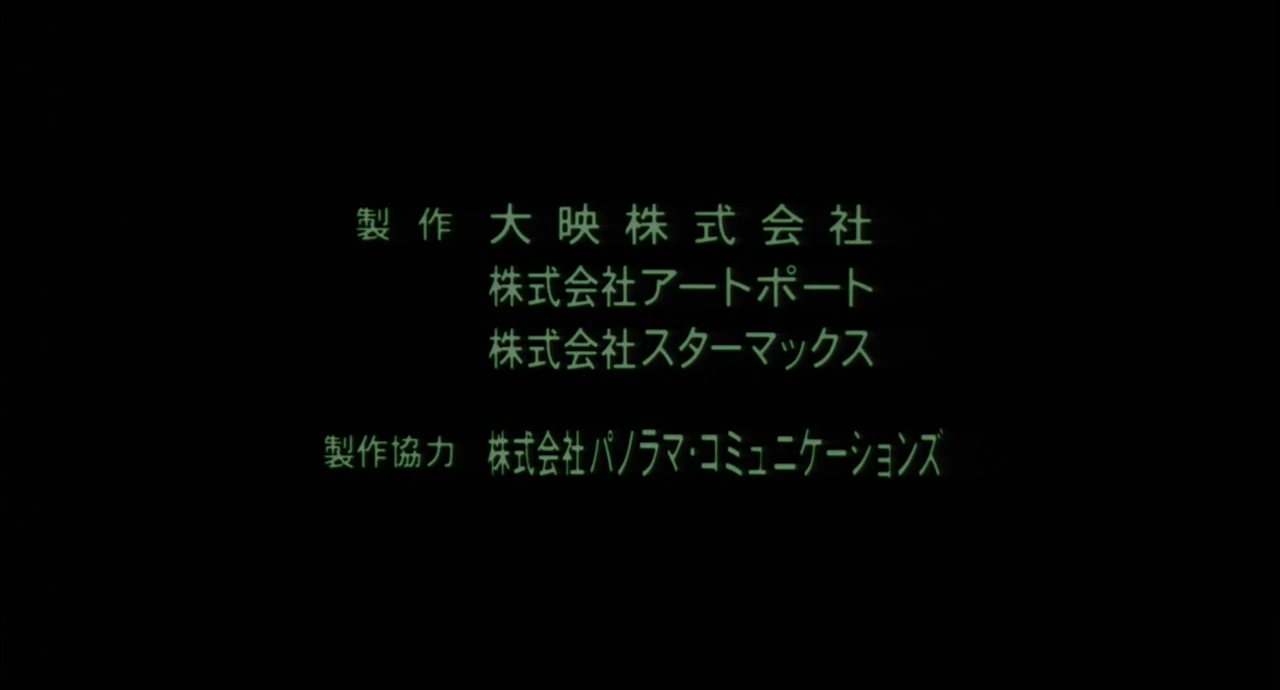 製作 大映株式会社
株式会社アートポート
株式会社スターマックス
製作協力 株式会社パノラマ・コミュニケーションズ